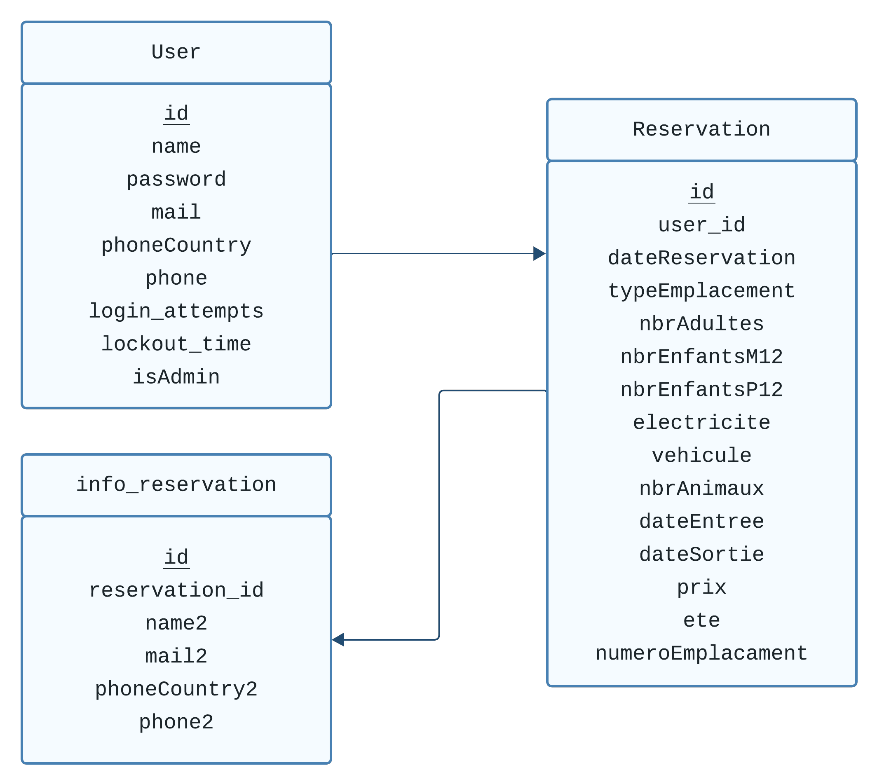 User
id
name
password
mail
phoneCountry
phone
login_attempts
lockout_time
isAdmin
Reservation
id
user_id
dateReservation
typeEmplacement
nbrAdultes
nbrEnfantsM12
nbrEnfantsP12
electricite
vehicule
nbrAnimaux
dateEntree
dateSortie
prix
ete
numeroEmplacament
info_reservation
id
reservation_id
name2
mail2
phoneCountry2
phone2